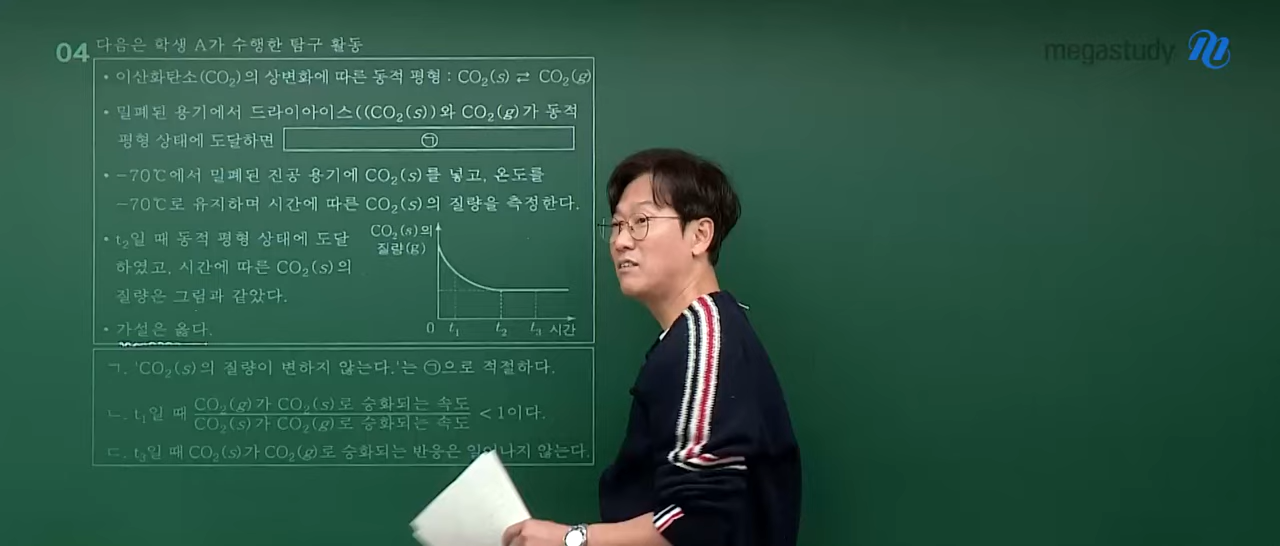 megastudy
04 다음은 학생 A가 수행한 탐구 활동
• 이산화탄소(CO₂)의 상변화에 따른 동적 평형 : CO₂(s) ⇄ CO₂(g)
• 밀폐된 용기에서 드라이아이스((CO₂(s))와 CO₂(g)가 동적
평형 상태에 도달하면 ㉠
• −70℃에서 밀폐된 진공 용기에 CO₂(s)를 넣고, 온도를
−70℃로 유지하며 시간에 따른 CO₂(s)의 질량을 측정한다.
• t₂일 때 동적 평형 상태에 도달
하였고, 시간에 따른 CO₂(s)의
질량은 그림과 같았다.
CO₂(s)의
질량(g)
0 t₁ t₂ t₃ 시간
• 가설은 옳다.
ㄱ. 'CO₂(s)의 질량이 변하지 않는다.'는 ㉠으로 적절하다.
ㄴ. t₁일 때 CO₂(g)가 CO₂(s)로 승화되는 속도 / CO₂(s)가 CO₂(g)로 승화되는 속도 < 1이다.
ㄷ. t₃일 때 CO₂(s)가 CO₂(g)로 승화되는 반응은 일어나지 않는다.